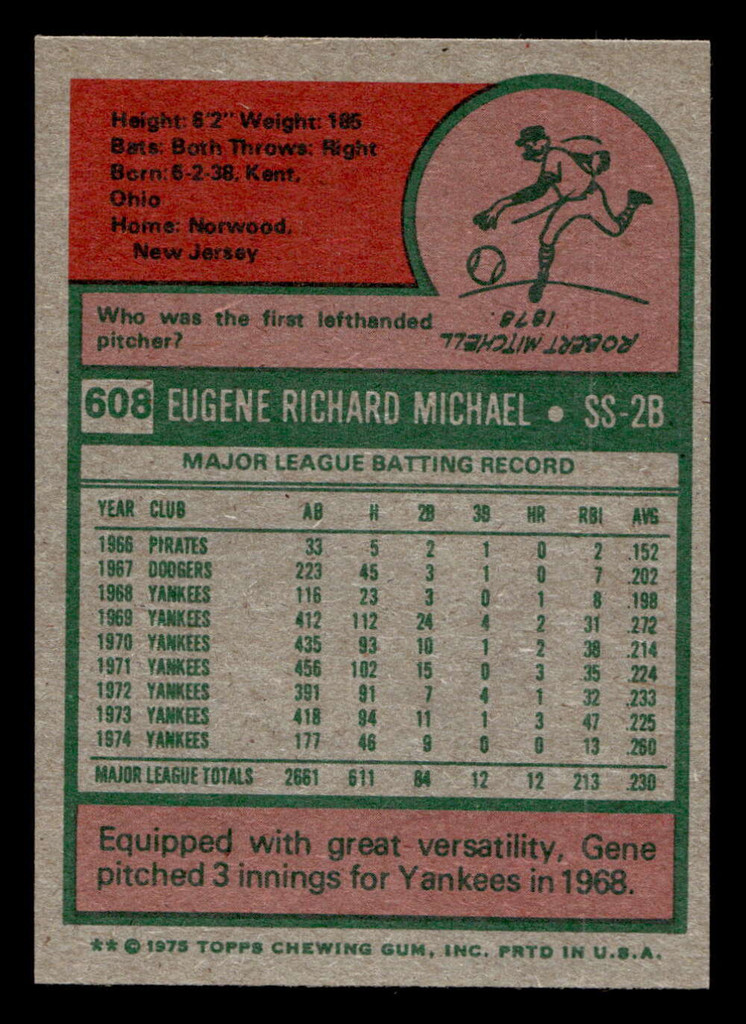 Height: 6'2" Weight: 185
Bats: Both Throws: Right
Born: 6-2-38, Kent,
Ohio
Home: Norwood,
New Jersey
Who was the first lefthanded
pitcher?
ROBERT MITCHELL
1878.
608 EUGENE RICHARD MICHAEL • SS-2B
MAJOR LEAGUE BATTING RECORD
YEAR CLUB AB H 2B 3B HR RBI AVG
1966 PIRATES 33 5 2 1 0 2 .152
1967 DODGERS 223 45 3 1 0 7 .202
1968 YANKEES 116 23 3 0 1 8 .198
1969 YANKEES 412 112 24 4 2 31 .272
1970 YANKEES 435 93 10 1 2 38 .214
1971 YANKEES 456 102 15 0 3 35 .224
1972 YANKEES 391 91 7 4 1 32 .233
1973 YANKEES 418 94 11 1 3 47 .225
1974 YANKEES 177 46 9 0 0 13 .260
MAJOR LEAGUE TOTALS 2661 611 84 12 12 213 .230
Equipped with great versatility, Gene
pitched 3 innings for Yankees in 1968.
** © 1975 TOPPS CHEWING GUM, INC. PRTD IN U.S.A.